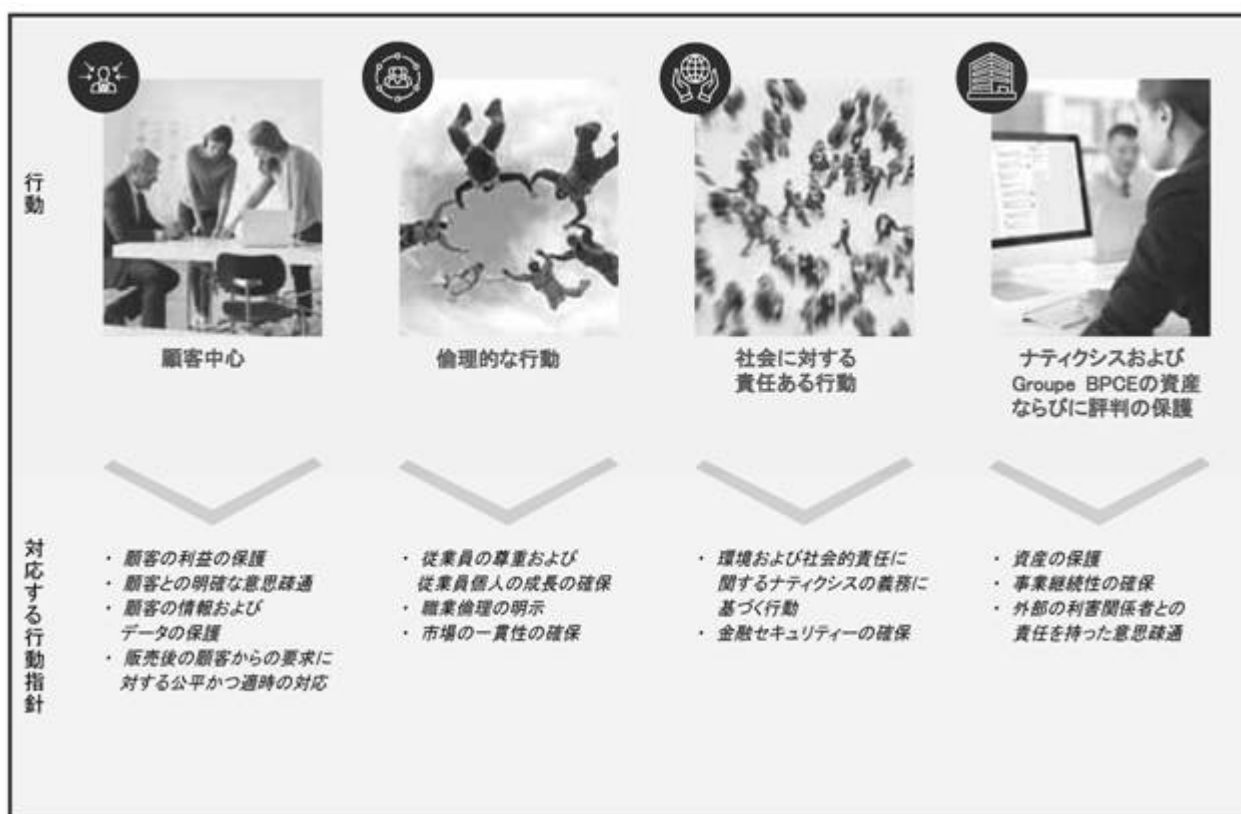 行動
顧客中心
倫理的な行動
社会に対する
責任ある行動
ナティクシスおよび
Groupe BPCEの資産
ならびに評判の保護
対応する行動指針
・ 顧客の利益の保護
・ 顧客との明確な意思疎通
・ 顧客の情報および
データの保護
・ 販売後の顧客からの要求に
対する公平かつ適時の対応
・ 従業員の尊重および
従業員個人の成長の確保
・ 職業倫理の明示
・ 市場の一貫性の確保
・ 環境および社会的責任に
関するナティクシスの義務に
基づく行動
・ 金融セキュリティーの確保
・ 資産の保護
・ 事業継続性の確保
・ 外部の利害関係者との
責任を持った意思疎通